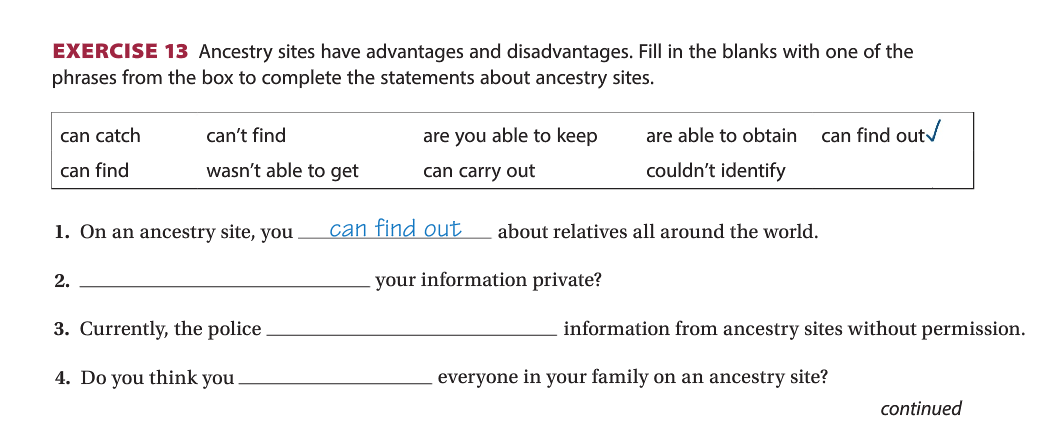 EXERCISE 13 Ancestry sites have advantages and disadvantages. Fill in the blanks with one of the
phrases from the box to complete the statements about ancestry sites.
can catch can’t find are you able to keep are able to obtain can find out✓
can find wasn’t able to get can carry out couldn’t identify
1. On an ancestry site, you can find out about relatives all around the world.
2. ______________ your information private?
3. Currently, the police ______________ information from ancestry sites without permission.
4. Do you think you ______________ everyone in your family on an ancestry site?
continued